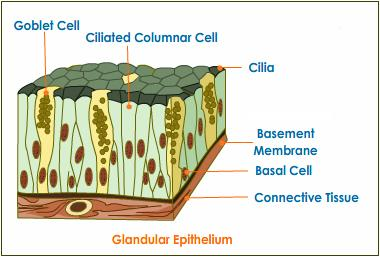 Goblet Cell
Ciliated Columnar Cell
Cilia
Basement
Membrane
Basal Cell
Connective Tissue
Glandular Epithelium